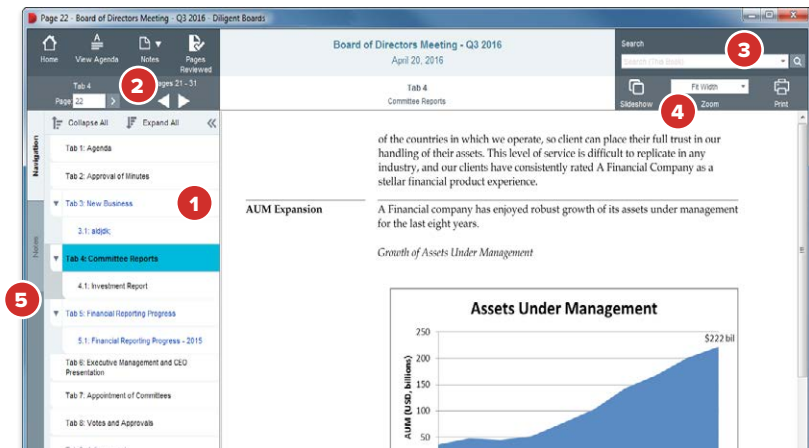 Page 22 - Board of Directors Meeting - Q3 2016 - Diligent Boards
Home
View Agenda
Notes
Pages Reviewed
Board of Directors Meeting - Q3 2016
April 20, 2016
Search
Search (This Book)
3
Tab 4
ages 21 - 31
Page: 22
2
Tab 4
Committee Reports
Slideshow
Fit Width
Zoom
Print
4
Collapse All
Expand All
Navigation
Notes
Tab 1: Agenda
Tab 2: Approval of Minutes
Tab 3: New Business
1
3.1: aldjdk;
Tab 4: Committee Reports
4.1: Investment Report
5
Tab 5: Financial Reporting Progress
5.1: Financial Reporting Progress - 2015
Tab 6: Executive Management and CEO
Presentation
Tab 7: Appointment of Committees
Tab 8: Votes and Approvals
of the countries in which we operate, so client can place their full trust in our
handling of their assets. This level of service is difficult to replicate in any
industry, and our clients have consistently rated A Financial Company as a
stellar financial product experience.
AUM Expansion
A Financial company has enjoyed robust growth of its assets under management
for the last eight years.
Growth of Assets Under Management
Assets Under Management
AUM (USD, billions)
250
200
150
100
50
$222 bil